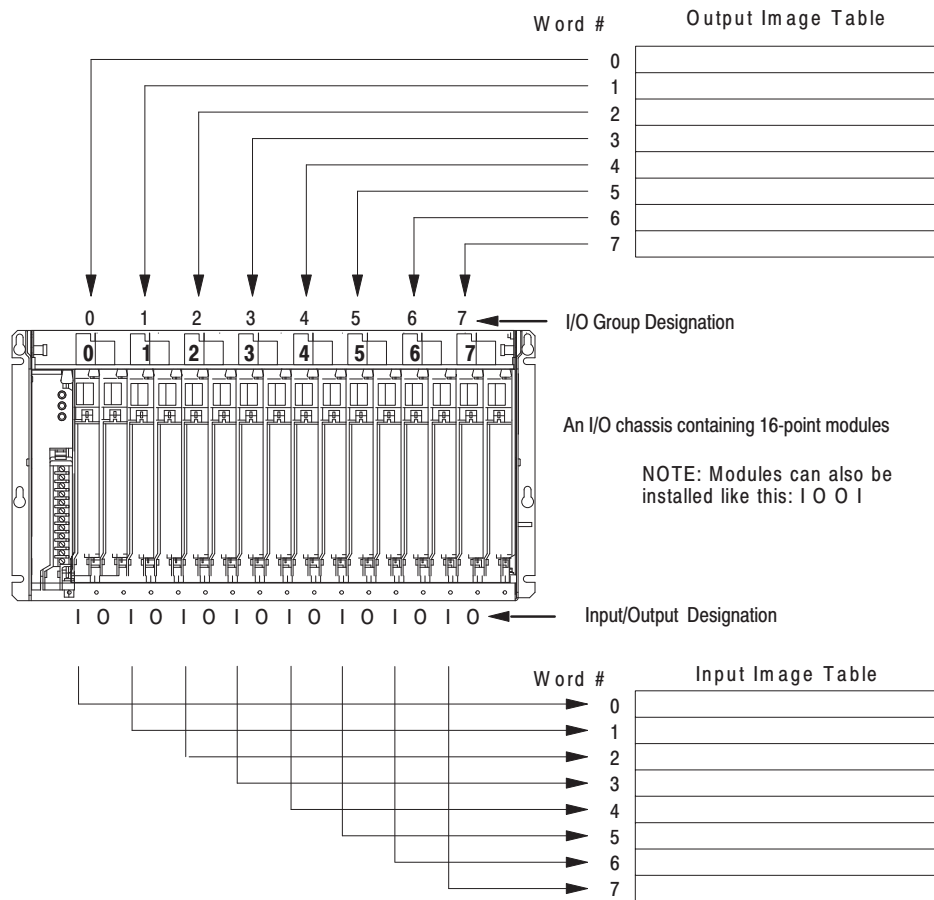 Word # Output Image Table
0
1
2
3
4
5
6
7
0 1 2 3 4 5 6 7 I/O Group Designation
0 1 2 3 4 5 6 7
An I/O chassis containing 16-point modules
NOTE: Modules can also be
installed like this: I O O I
I O I O I O I O I O I O I O I O Input/Output Designation
Word # Input Image Table
0
1
2
3
4
5
6
7